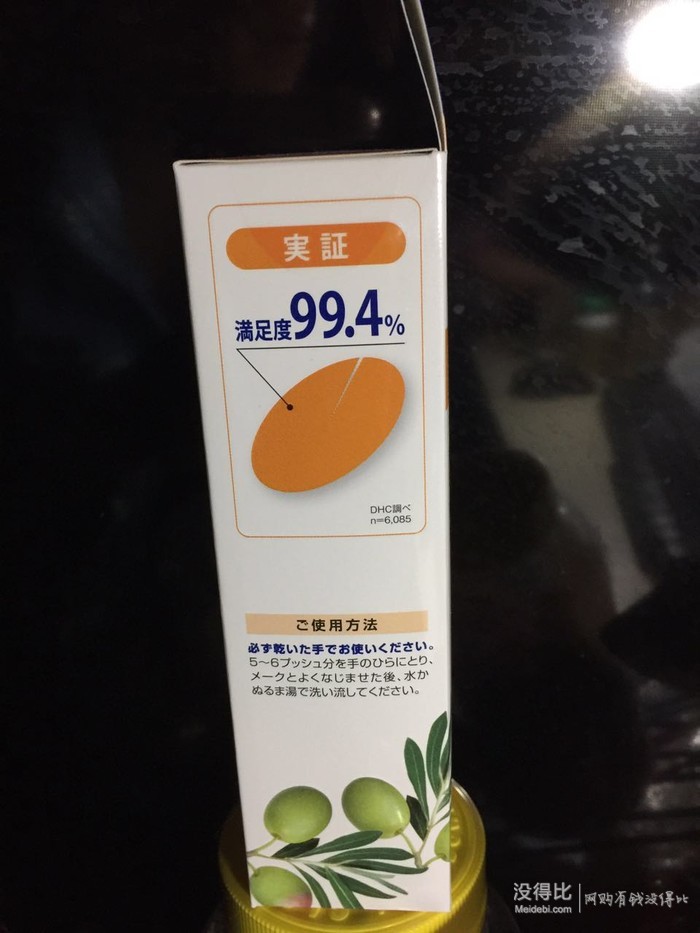 実証
満足度99.4%
DHC調べ
n=6,085
ご使用方法
必ず乾いた手でお使いください。
5〜6プッシュ分を手のひらにとり、
メークとよくなじませた後、水か
ぬるま湯で洗い流してください。
没得比
Meidebi.com
网购有钱没得比